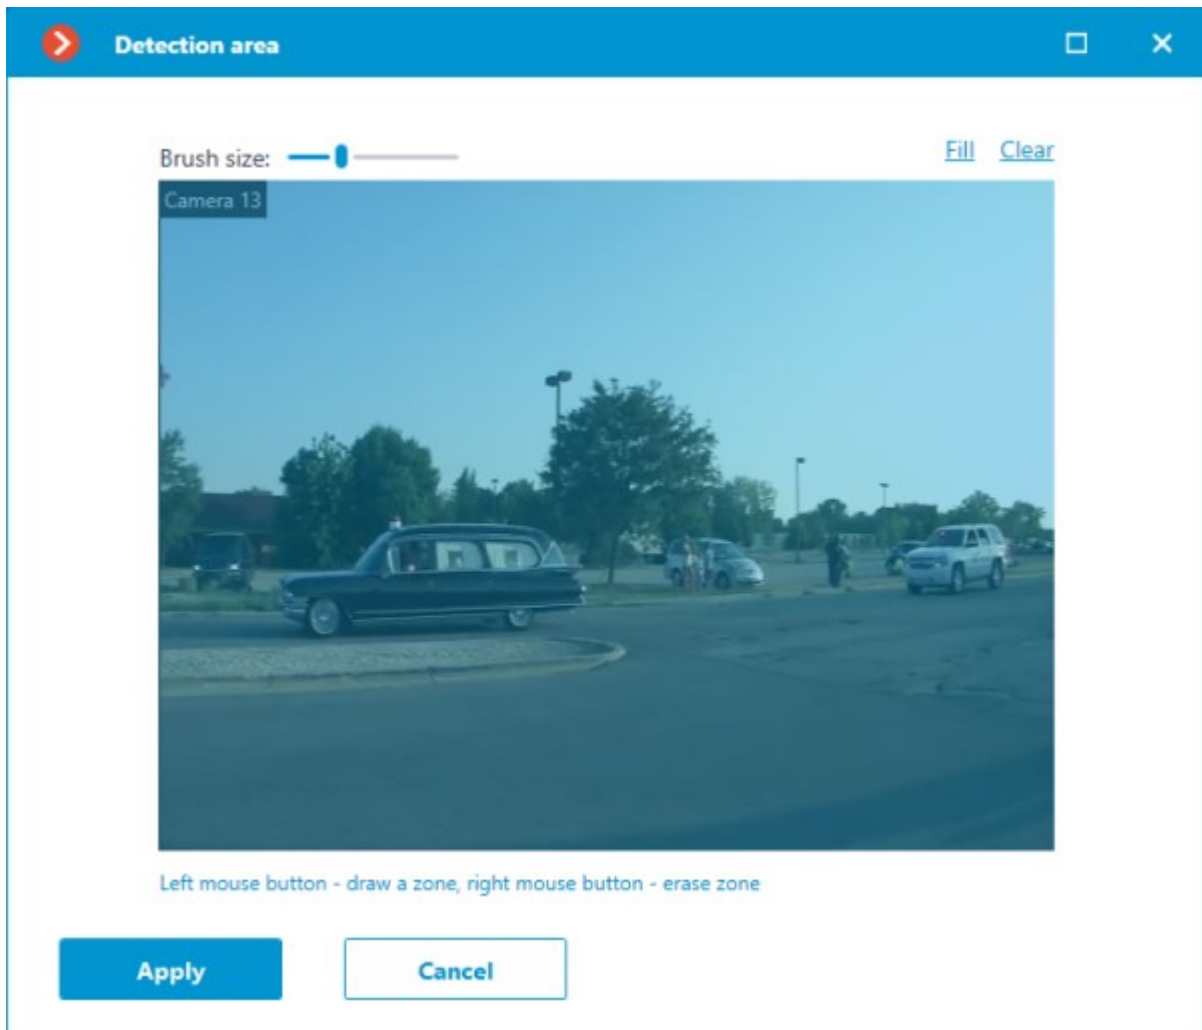 Detection area
Brush size:
Fill Clear
Camera 13
Left mouse button - draw a zone, right mouse button - erase zone
Apply Cancel